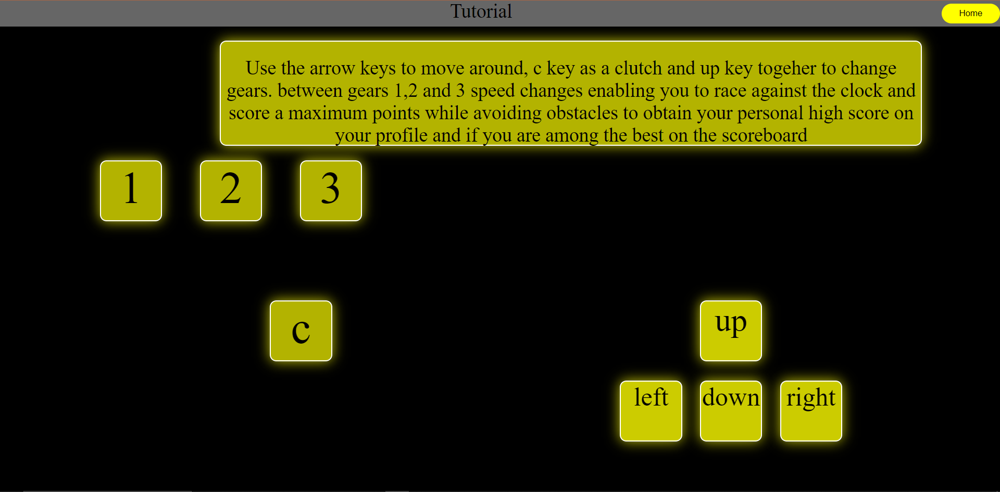 Tutorial
Home
Use the arrow keys to move around, c key as a clutch and up key togeher to change
gears. between gears 1,2 and 3 speed changes enabling you to race against the clock and
score a maximum points while avoiding obstacles to obtain your personal high score on
your profile and if you are among the best on the scoreboard
1 2 3
c
up
left down right